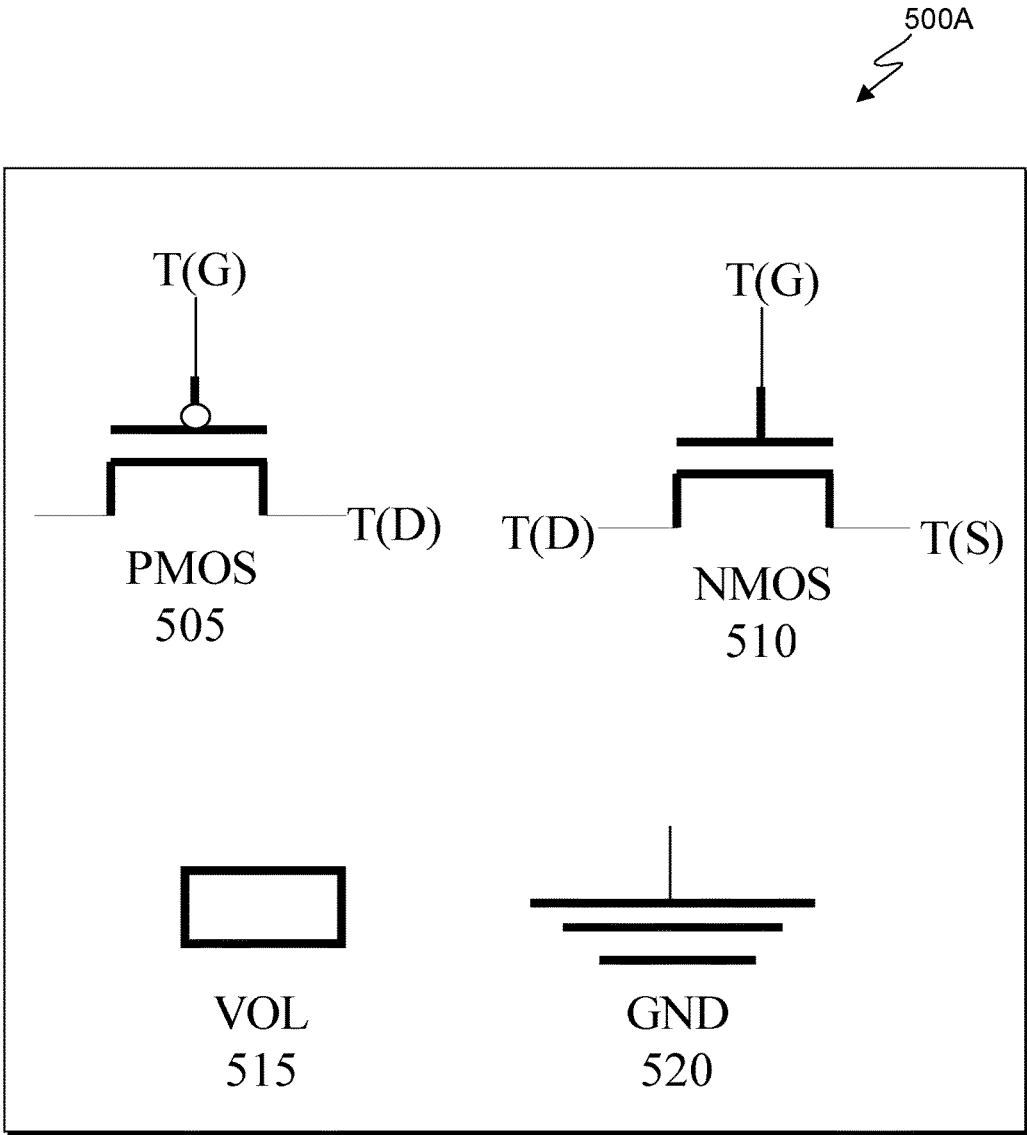 500A
T(G)
T(G)
T(D)
T(D)
T(S)
PMOS
505
NMOS
510
VOL
515
GND
520